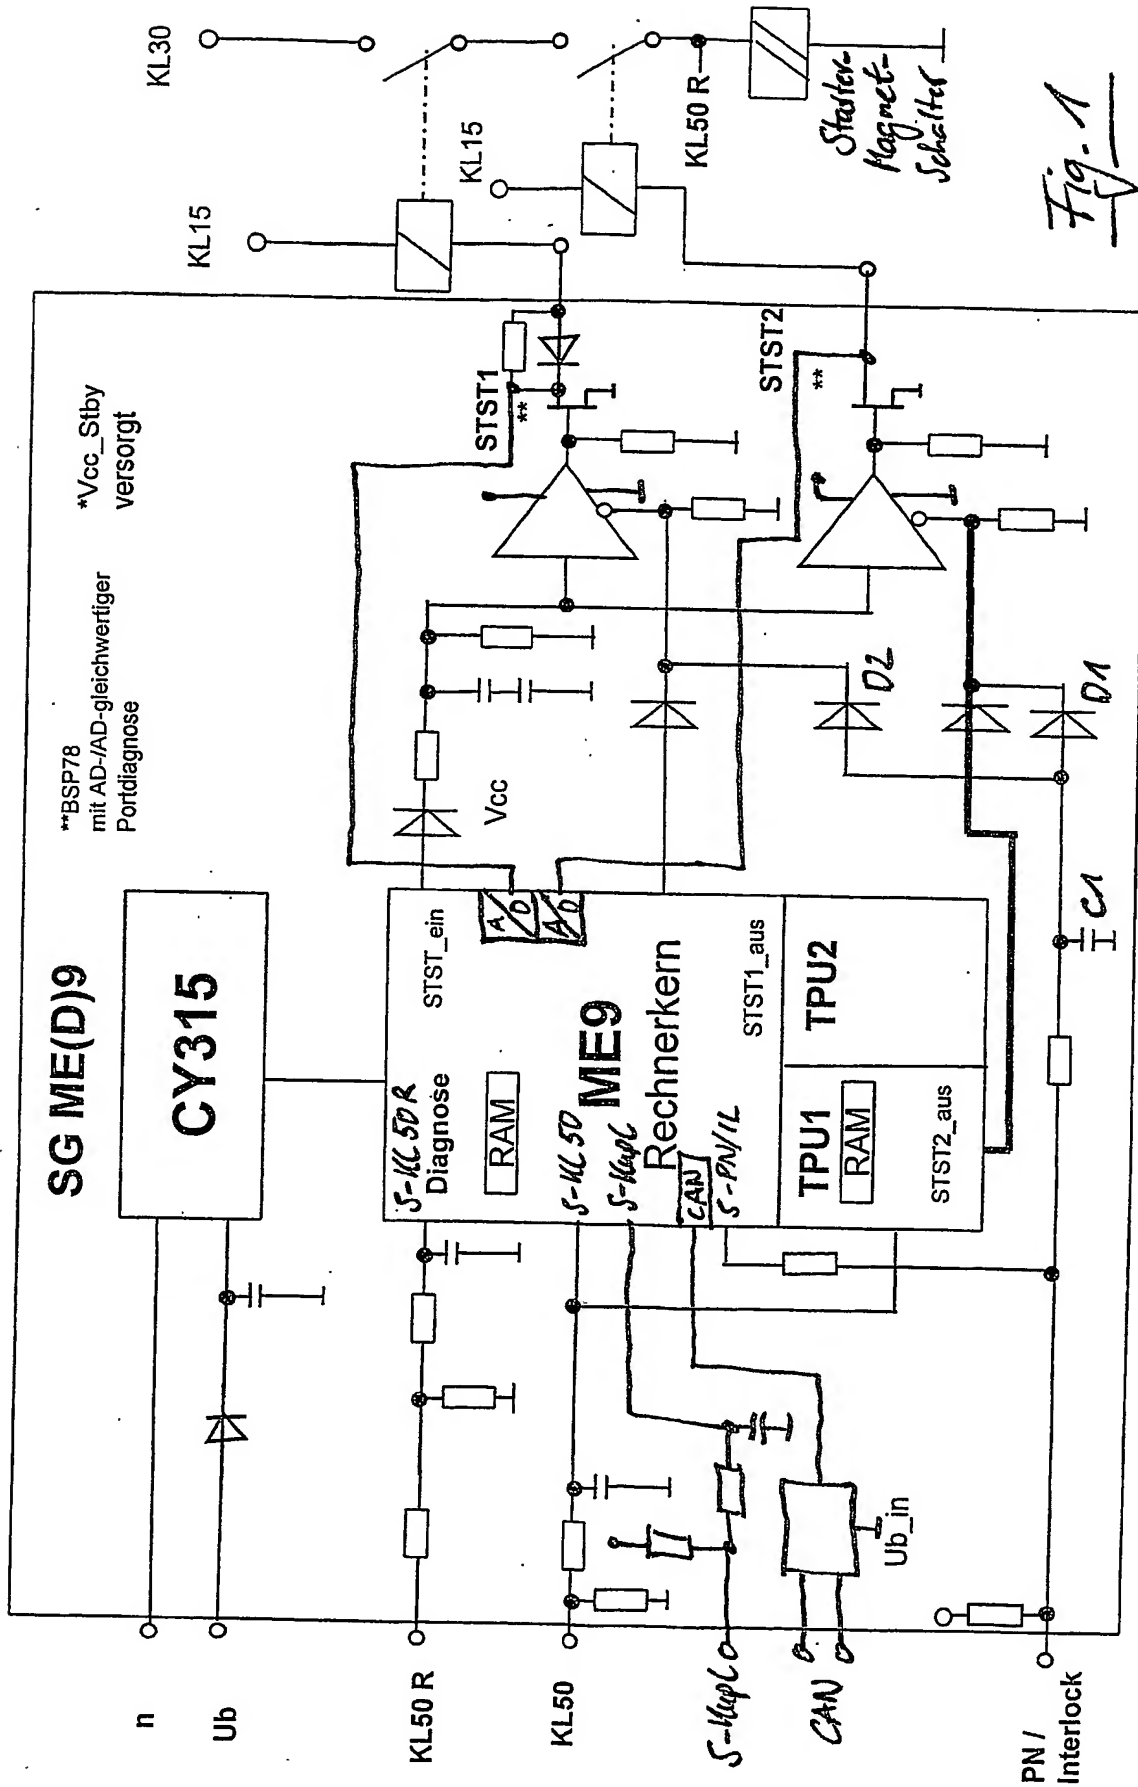 SG ME(D)9
**BSP78
mit AD-/AD-gleichwertiger
Portdiagnose
*Vcc_Stby
versorgt
KL15
KL30
KL15
n
Ub
CY315
KL50 R
S-KL50R
Diagnose
RAM
STST_ein
A/D
A/D
Vcc
STST1
**
KL50
S-KL50
S-Kupl
ME9
Rechnerkern
CAN
S-PN/IL
STST1_aus
STST2
**
KL50 R
Starter-
Magnet-
Schalter
S-Kupl
CAN
Ub_in
TPU1
RAM
STST2_aus
TPU2
D2
D1
C1
PN /
Interlock
Fig. 1